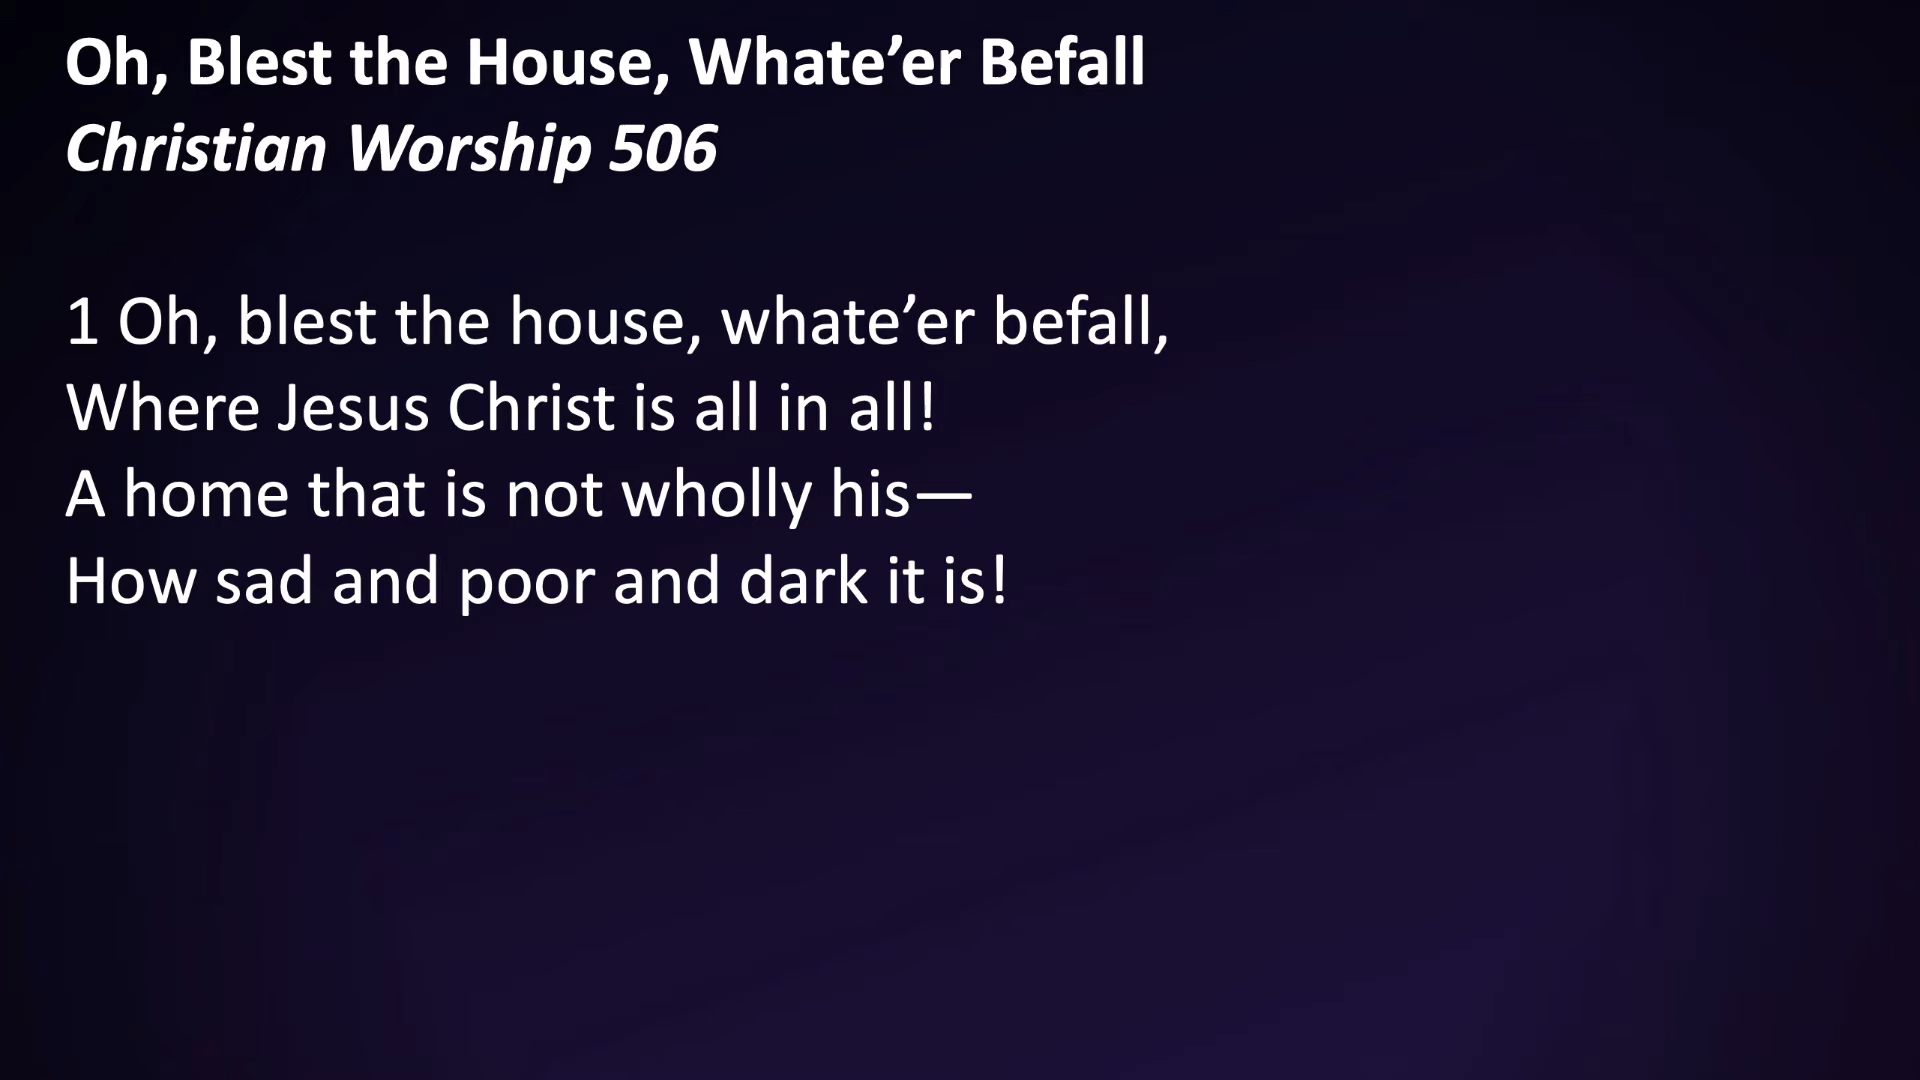 Oh, Blest the House, Whate’er Befall
Christian Worship 506
1 Oh, blest the house, whate’er befall,
Where Jesus Christ is all in all!
A home that is not wholly his—
How sad and poor and dark it is!